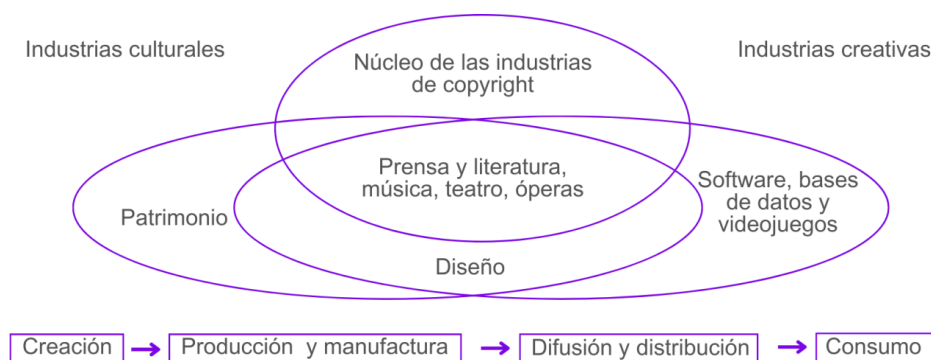 Industrias culturales
Industrias creativas
Núcleo de las industrias
de copyright
Prensa y literatura,
música, teatro, óperas
Software, bases
de datos y
videojuegos
Patrimonio
Diseño
Creación
Producción y manufactura
Difusión y distribución
Consumo